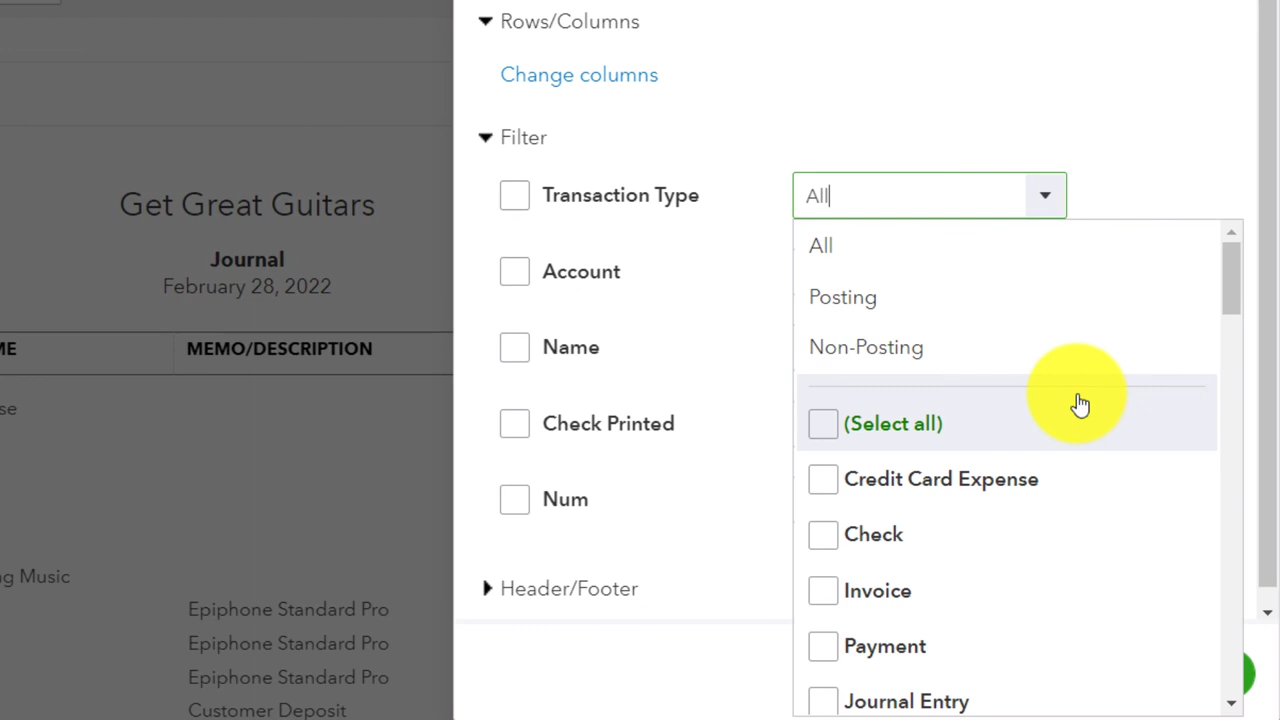 Rows/Columns
Change columns
Filter
Transaction Type
All
Account
Name
Check Printed
Num
Header/Footer
All
Posting
Non-Posting
(Select all)
Credit Card Expense
Check
Invoice
Payment
Journal Entry
Get Great Guitars
Journal
February 28, 2022
MEMO/DESCRIPTION
Epiphone Standard Pro
Epiphone Standard Pro
Epiphone Standard Pro
Customer Deposit
ng Music